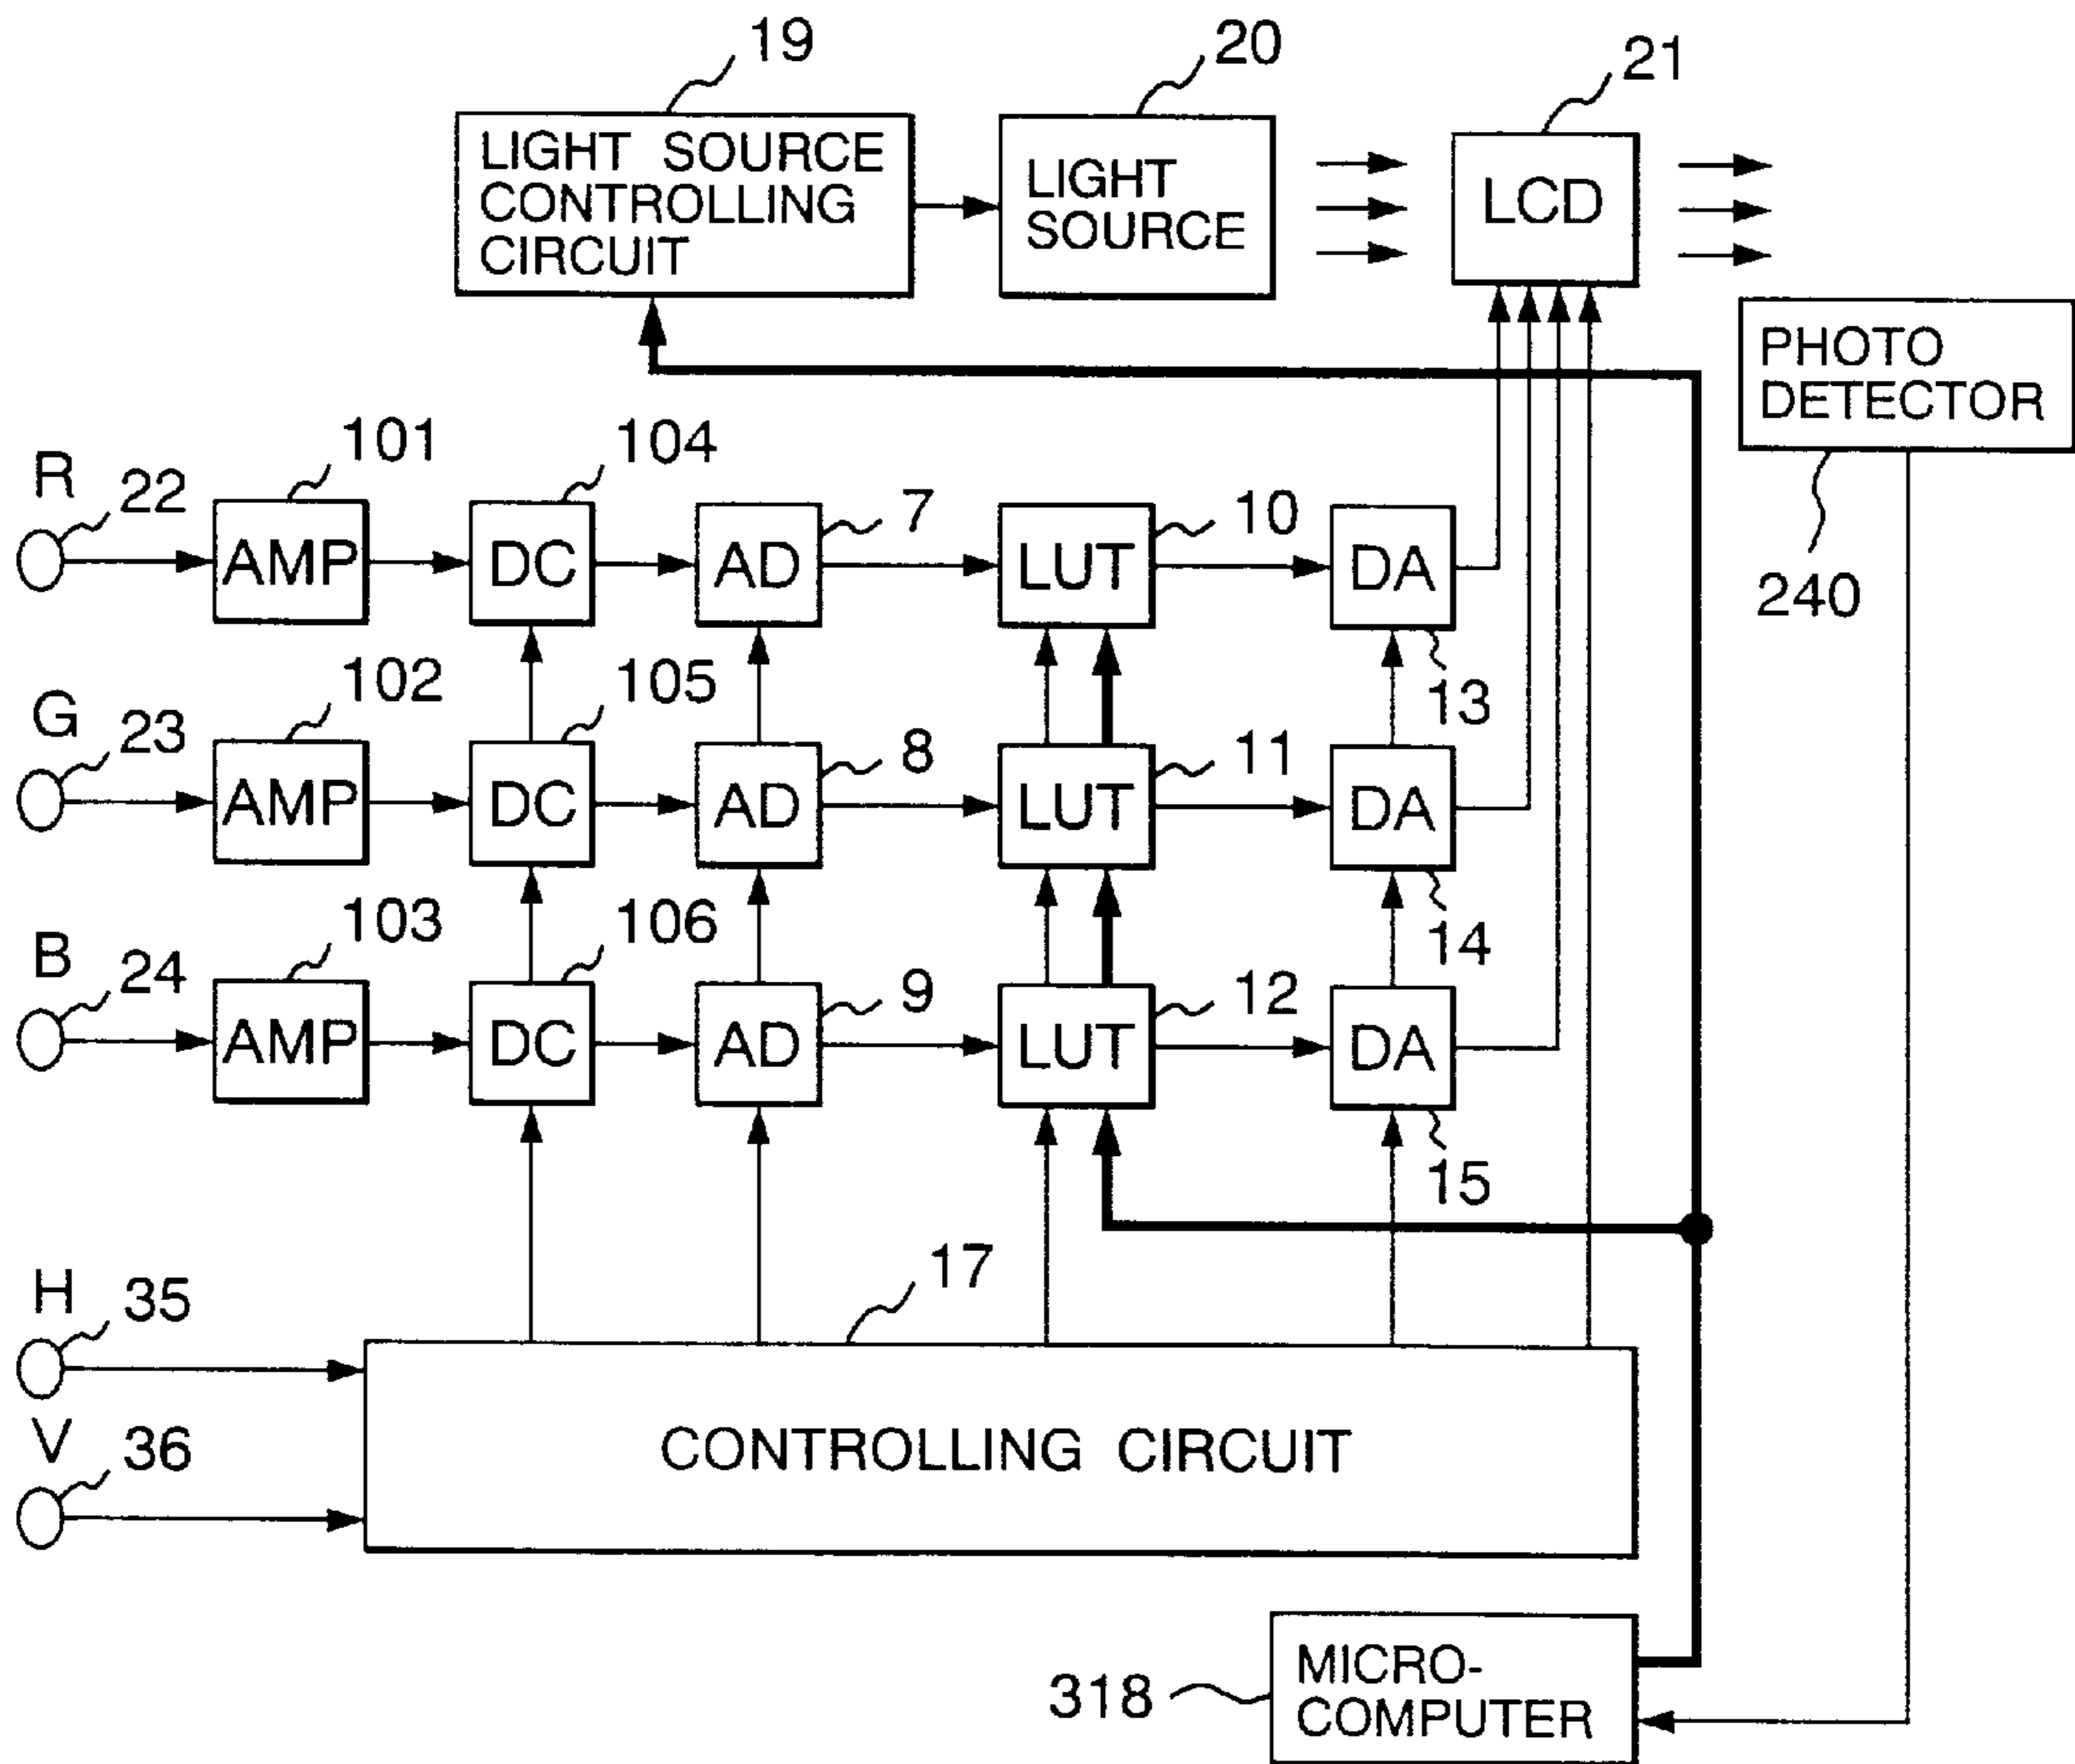 19
20
21
LIGHT SOURCE
CONTROLLING
CIRCUIT
LIGHT
SOURCE
LCD
PHOTO
DETECTOR
240
R
22
101
AMP
104
DC
7
AD
10
LUT
DA
13
G
23
102
AMP
105
DC
8
AD
11
LUT
DA
14
B
24
103
AMP
106
DC
9
AD
12
LUT
DA
15
H
35
17
V
36
CONTROLLING CIRCUIT
318
MICRO-
COMPUTER